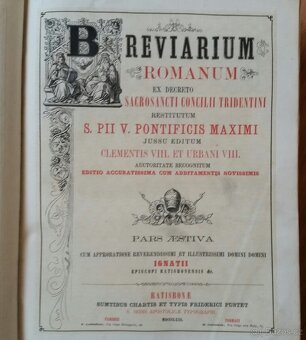 BREVIARIUM
ROMANUM
EX DECRETO
SACROSANCTI CONCILII TRIDENTINI
RESTITUTUM
S. PII V. PONTIFICIS MAXIMI
JUSSU EDITUM
CLEMENTIS VIII. ET URBANI VIII.
AUCTORITATE RECOGNITUM
EDITIO ACCURATISSIMA CUM ADDITAMENTIS NOVISSIMIS
PARS ÆSTIVA
CUM APPROBATIONE REVERENDISSIMI ET ILLUSTRISSIMI DOMINI DOMINI
IGNATII
EPISCOPI RATISBONENSIS &c.
RATISBONÆ
SUMTIBUS CHARTIS ET TYPIS FRIDERICI PUSTET